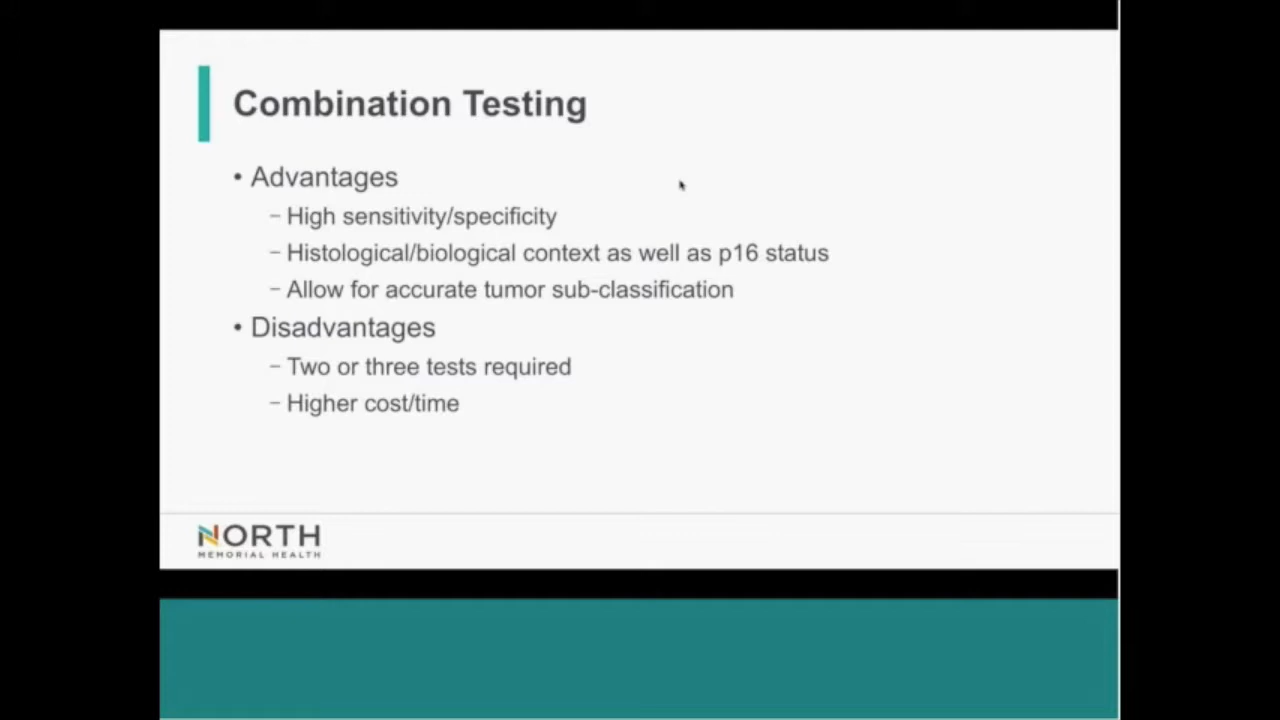 Combination Testing
• Advantages
– High sensitivity/specificity
– Histological/biological context as well as p16 status
– Allow for accurate tumor sub-classification
• Disadvantages
– Two or three tests required
– Higher cost/time
NORTH
MEMORIAL HEALTH